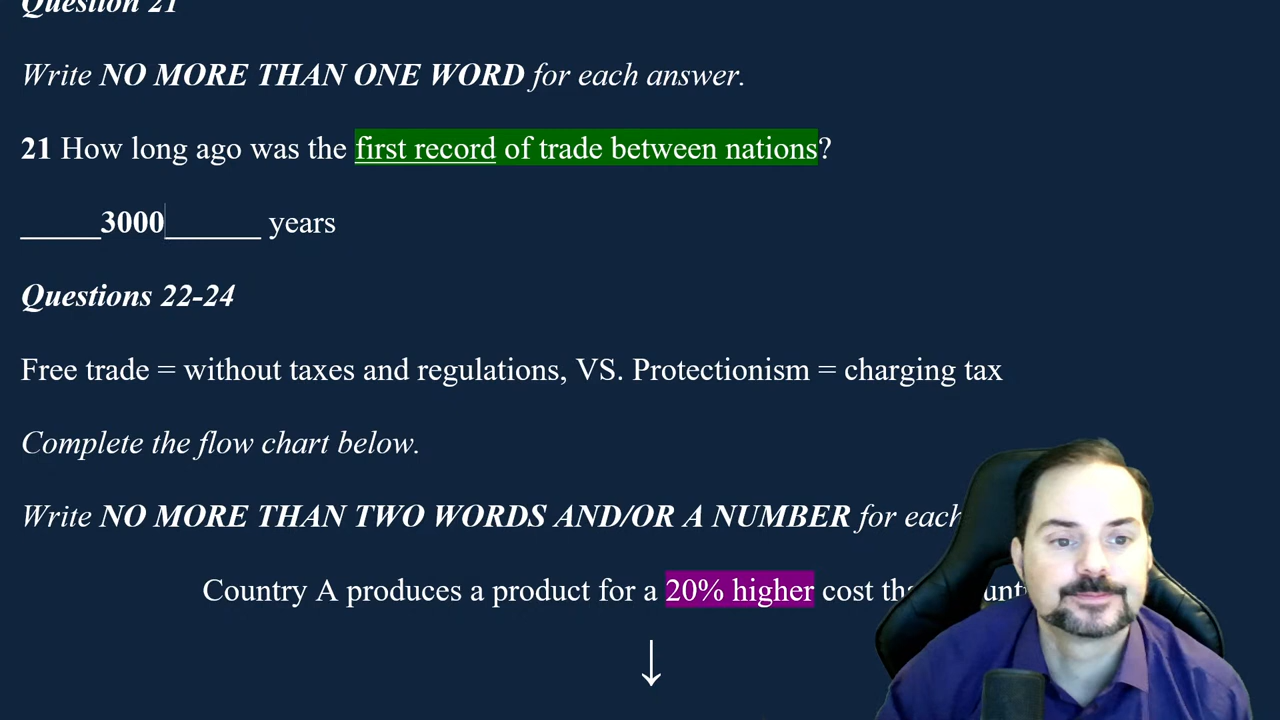 Question 21
Write NO MORE THAN ONE WORD for each answer.
21 How long ago was the first record of trade between nations?
_____3000______ years
Questions 22-24
Free trade = without taxes and regulations, VS. Protectionism = charging tax
Complete the flow chart below.
Write NO MORE THAN TWO WORDS AND/OR A NUMBER for each
Country A produces a product for a 20% higher cost
↓